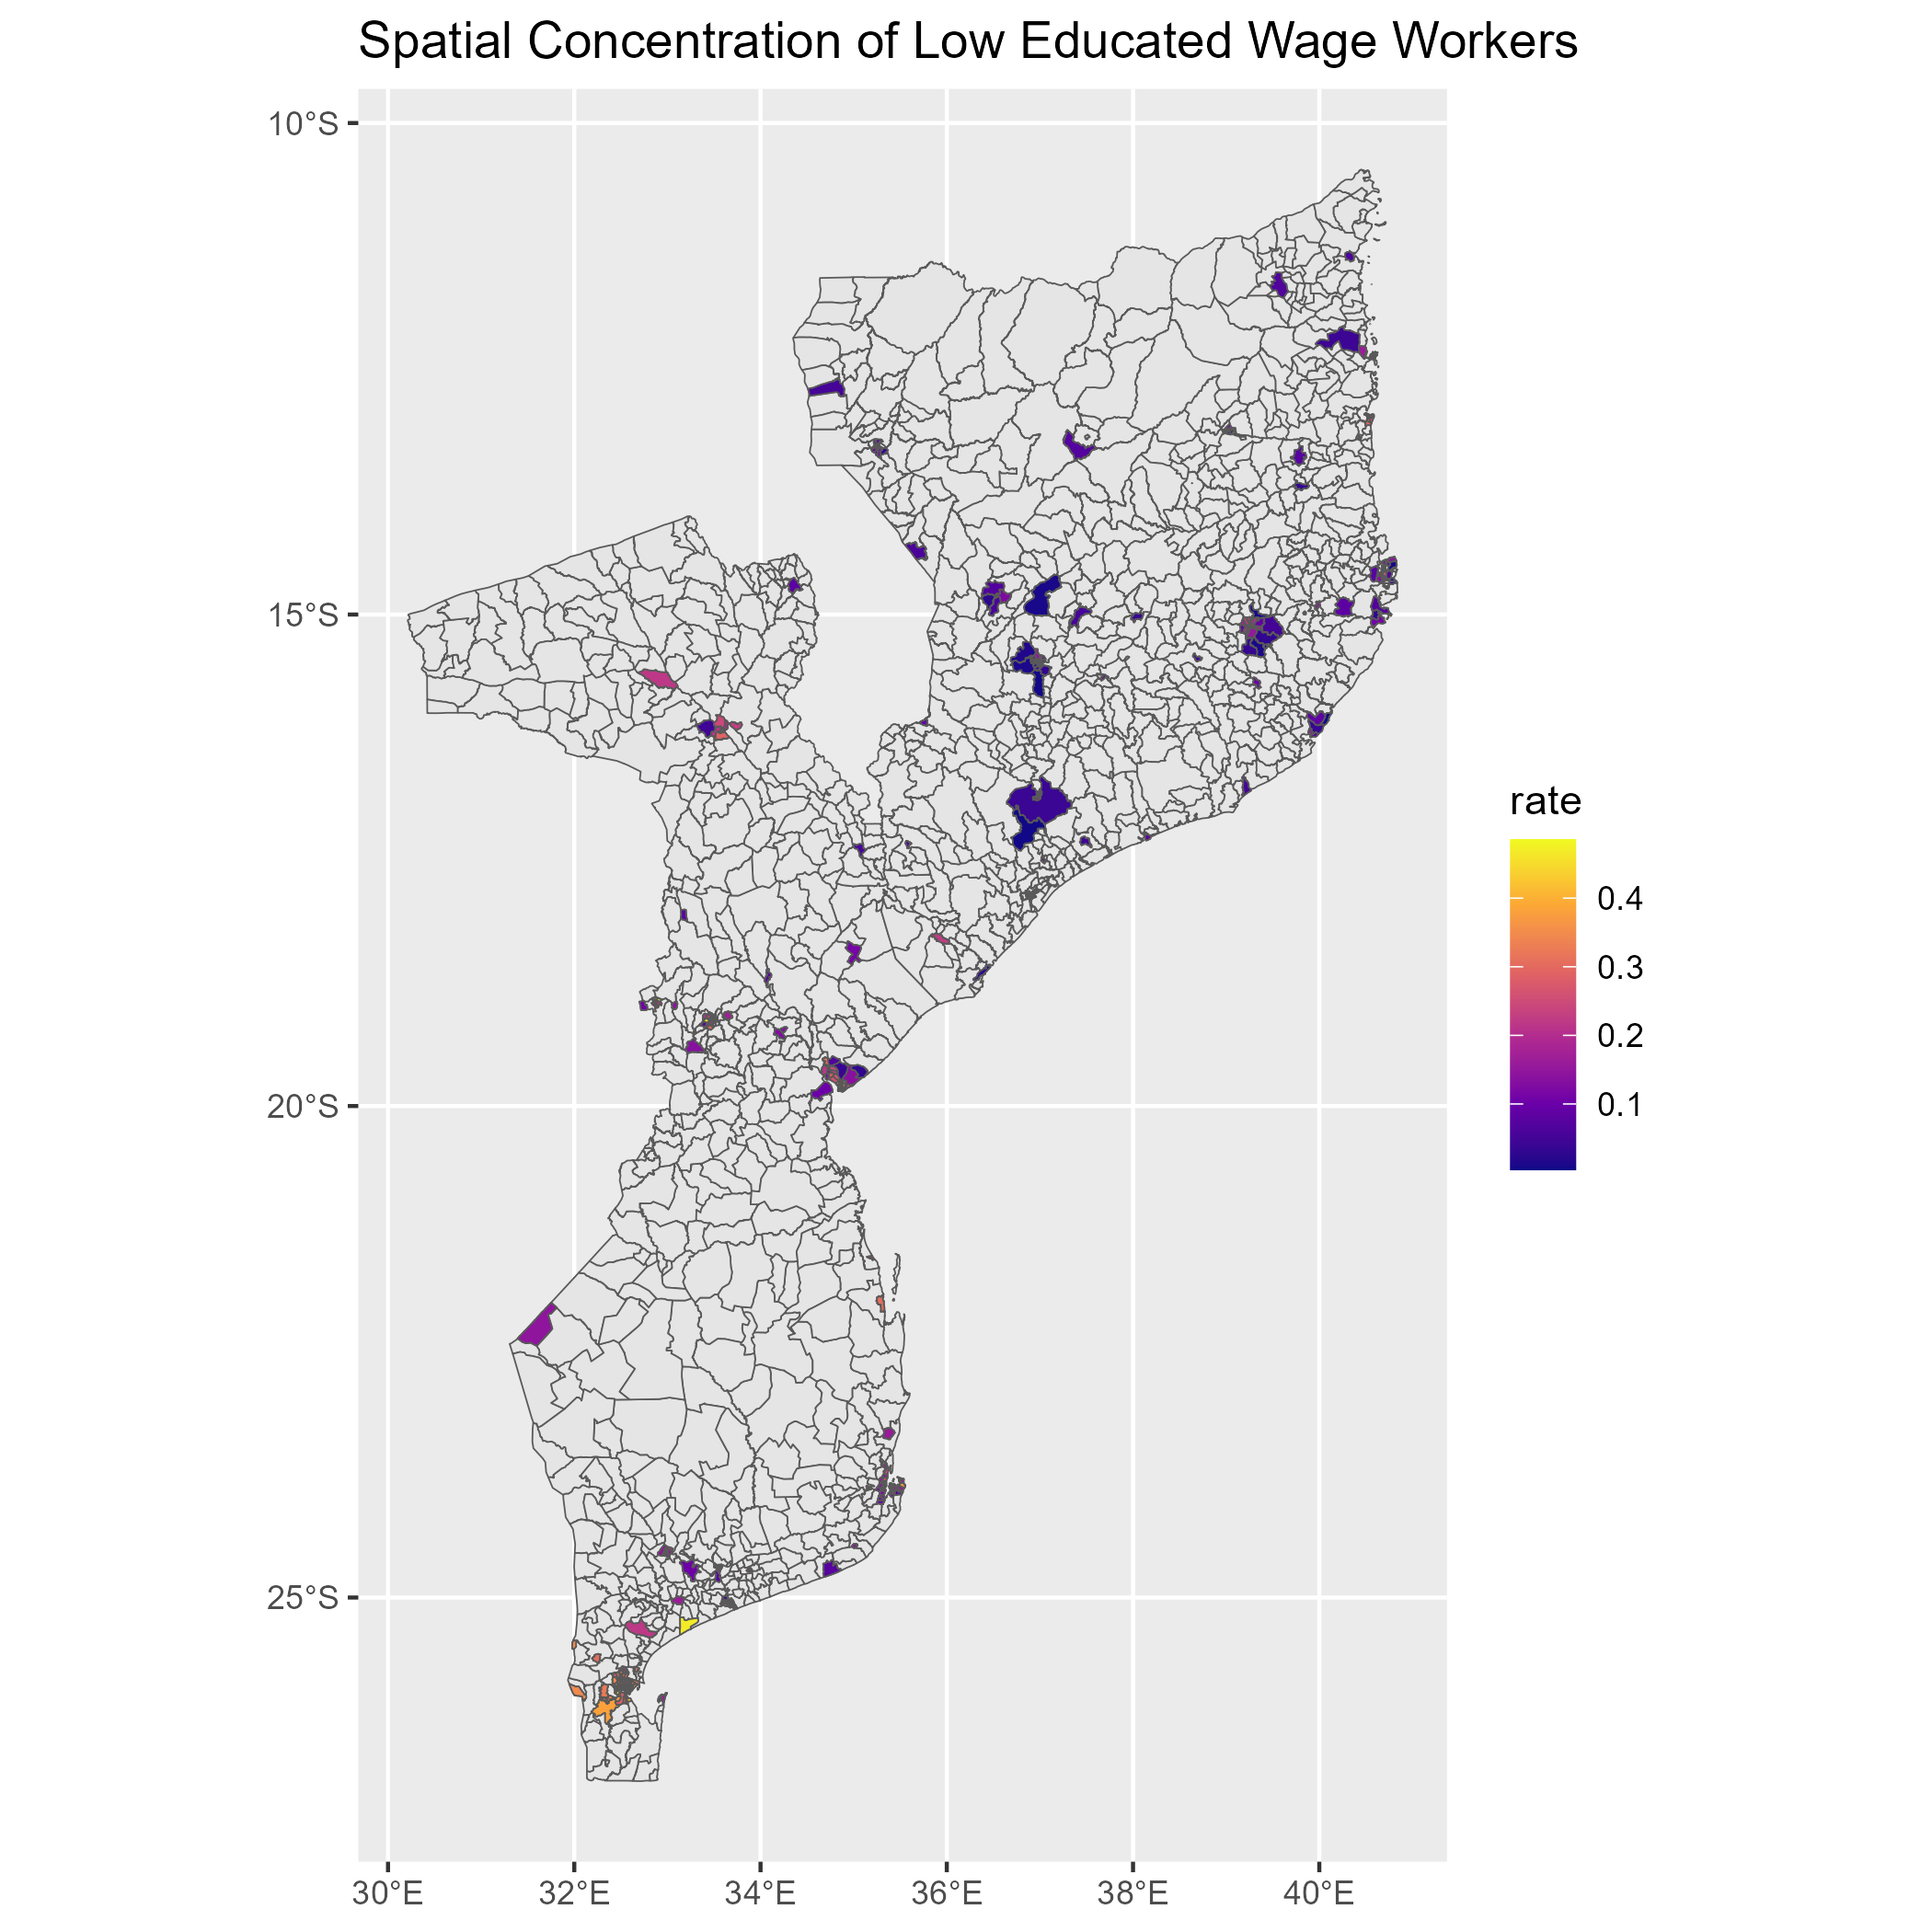 Spatial Concentration of Low Educated Wage Workers
10°S
15°S
20°S
25°S
30°E
32°E
34°E
36°E
38°E
40°E
rate
0.4
0.3
0.2
0.1